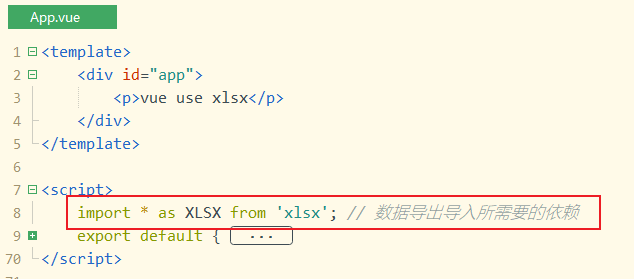 App.vue
1 <template>
2 <div id="app">
3 <p>vue use xlsx</p>
4 </div>
5 </template>
6
7 <script>
8 import * as XLSX from 'xlsx'; // 数据导出导入所需要的依赖
9 export default { ...
70 </script>